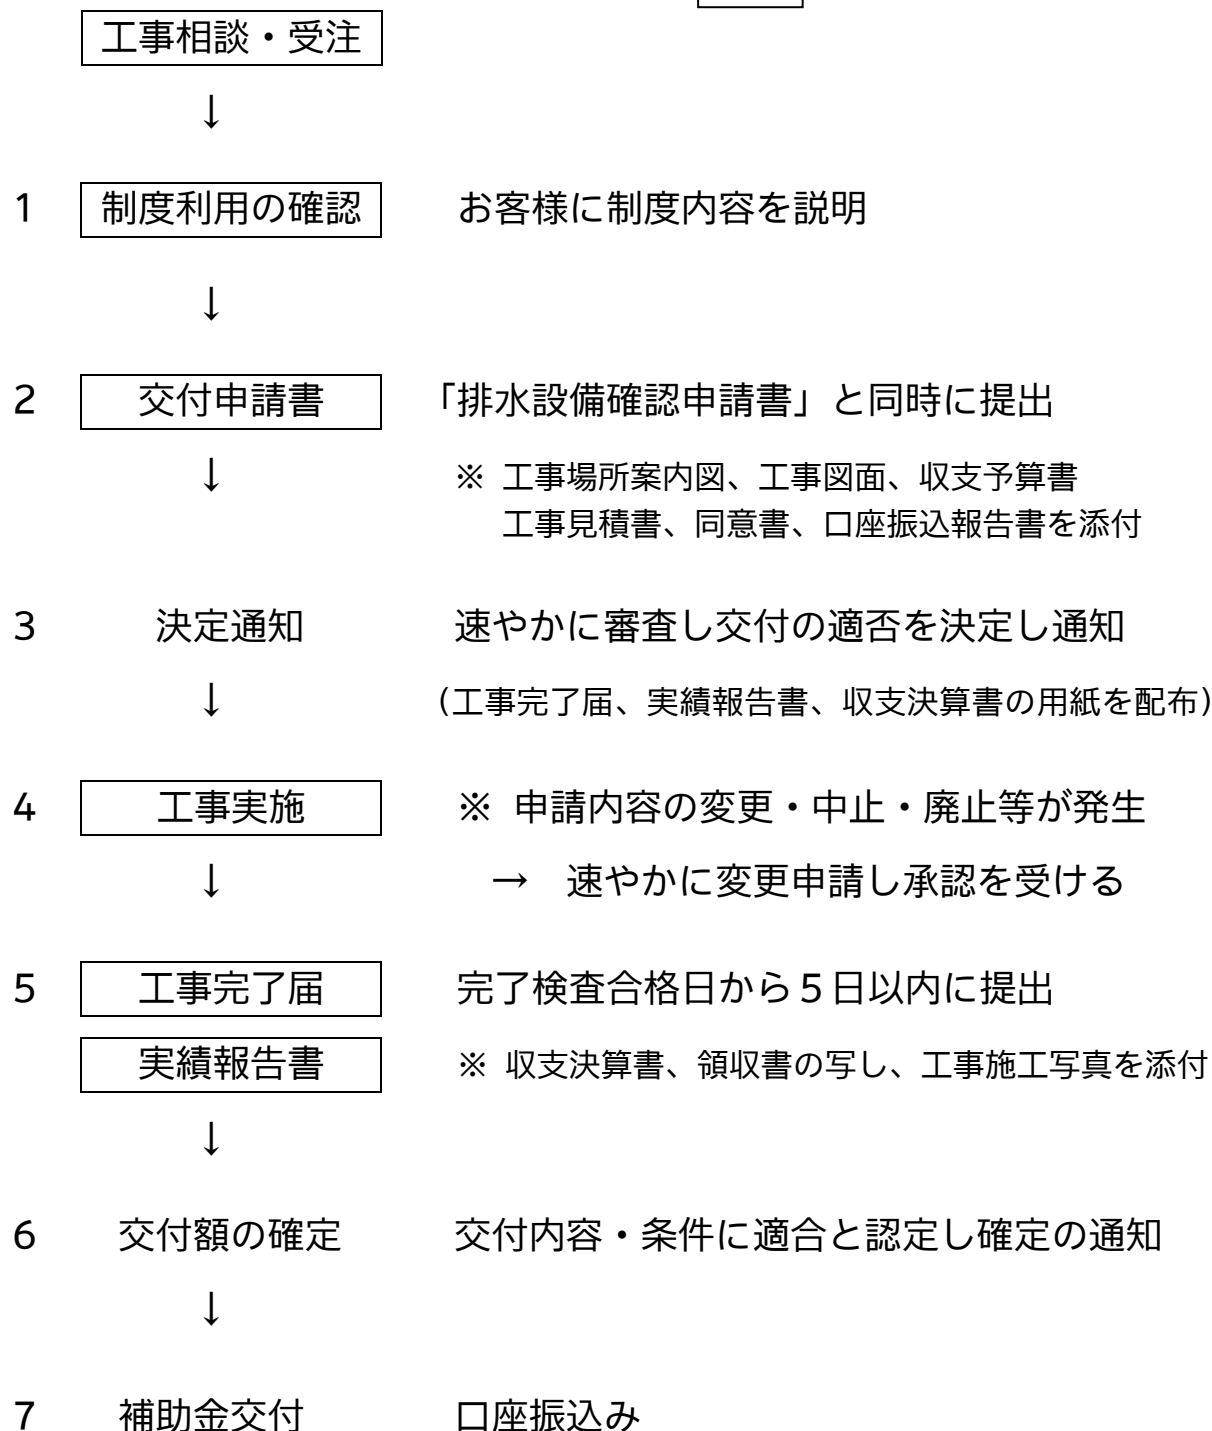 工事相談・受注
↓
1 制度利用の確認 お客様に制度内容を説明
↓
2 交付申請書 「排水設備確認申請書」と同時に提出
↓ ※ 工事場所案内図、工事図面、収支予算書
工事見積書、同意書、口座振込報告書を添付
3 決定通知 速やかに審査し交付の適否を決定し通知
↓ (工事完了届、実績報告書、収支決算書の用紙を配布)
4 工事実施 ※ 申請内容の変更・中止・廃止等が発生
↓ → 速やかに変更申請し承認を受ける
5 工事完了届 完了検査合格日から5日以内に提出
実績報告書 ※ 収支決算書、領収書の写し、工事施工写真を添付
↓
6 交付額の確定 交付内容・条件に適合と認定し確定の通知
↓
7 補助金交付 口座振込み